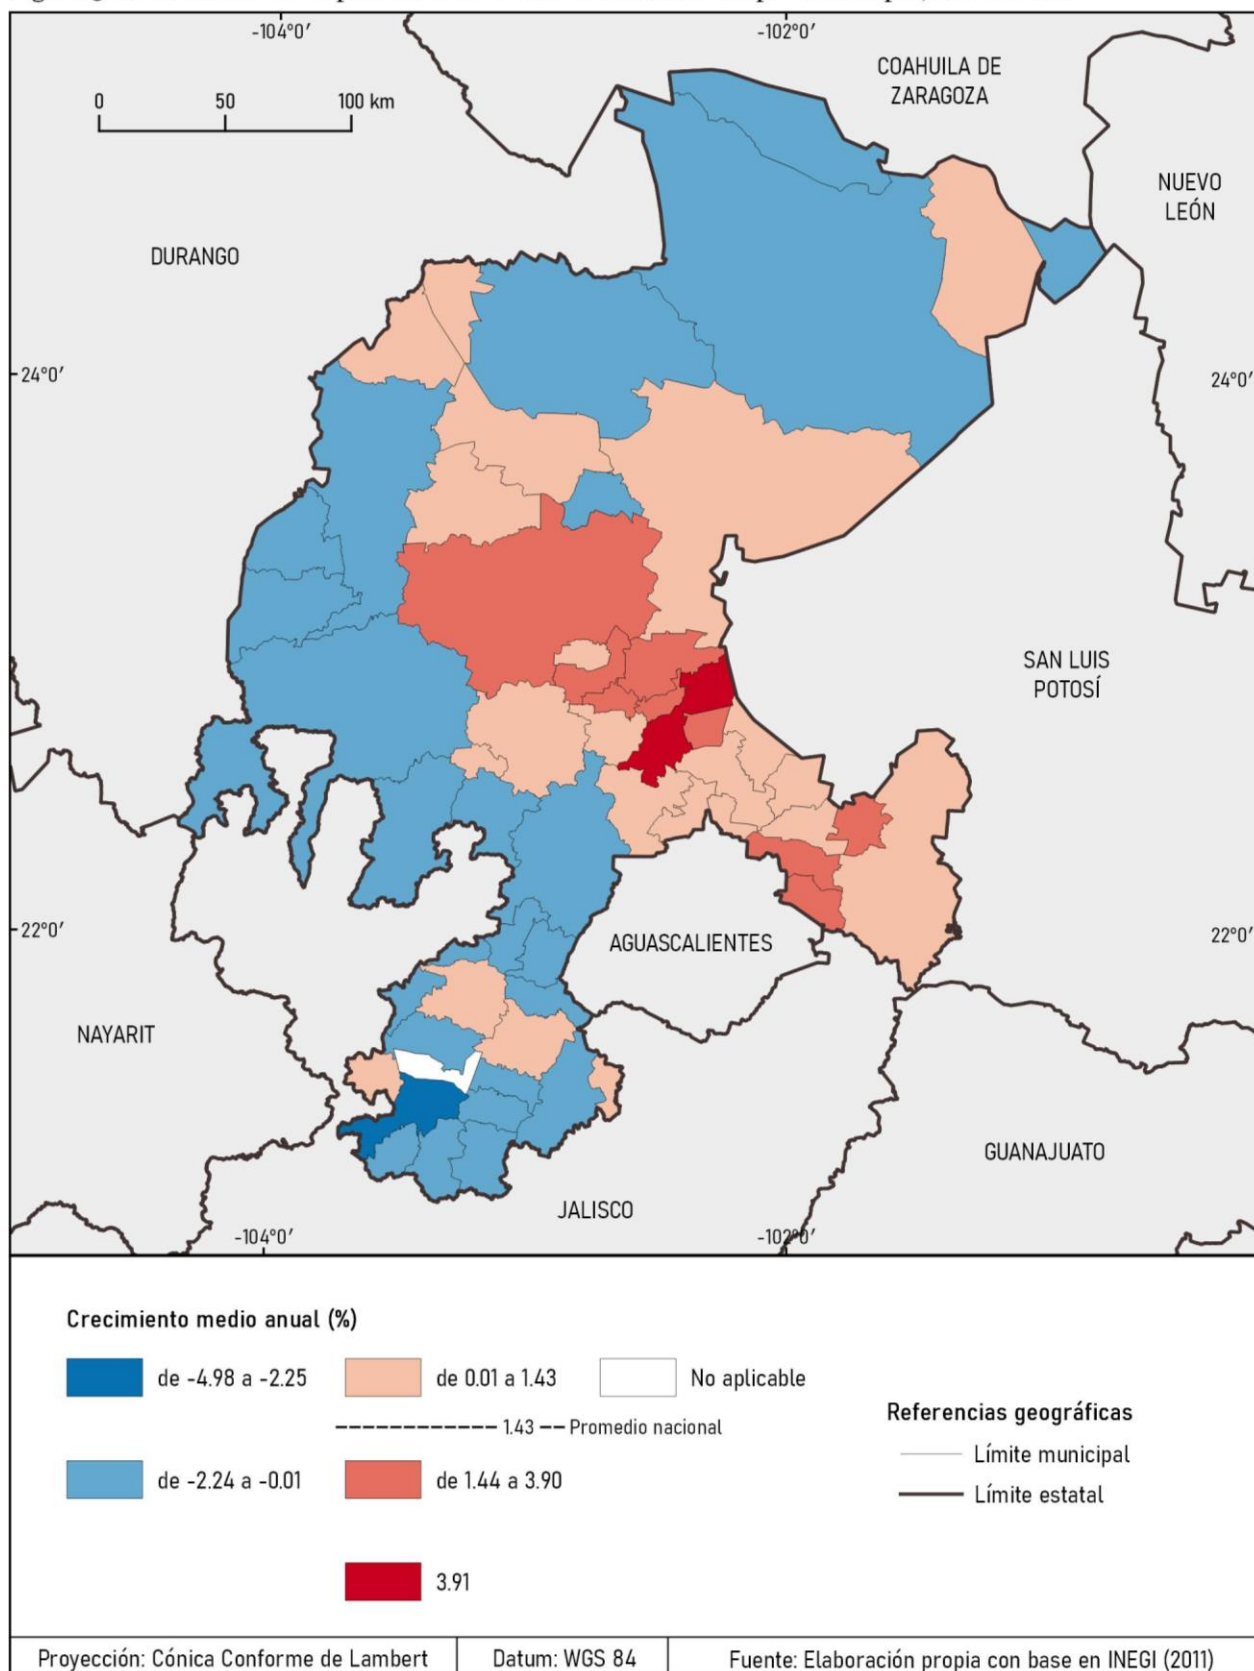 -104°0′ -102°0′
COAHUILA DE
ZARAGOZA
0 50 100 km
NUEVO
LEÓN
DURANGO
24°0′ 24°0′
SAN LUIS
POTOSÍ
22°0′ 22°0′
AGUASCALIENTES
NAYARIT
GUANAJUATO
JALISCO
-104°0′ -102°0′
Crecimiento medio anual (%)
de -4.98 a -2.25 de 0.01 a 1.43 No aplicable
1.43 Promedio nacional
Referencias geográficas
Límite municipal
de -2.24 a -0.01 de 1.44 a 3.90
Límite estatal
3.91
Proyección: Cónica Conforme de Lambert Datum: WGS 84 Fuente: Elaboración propia con base en INEGI (2011)